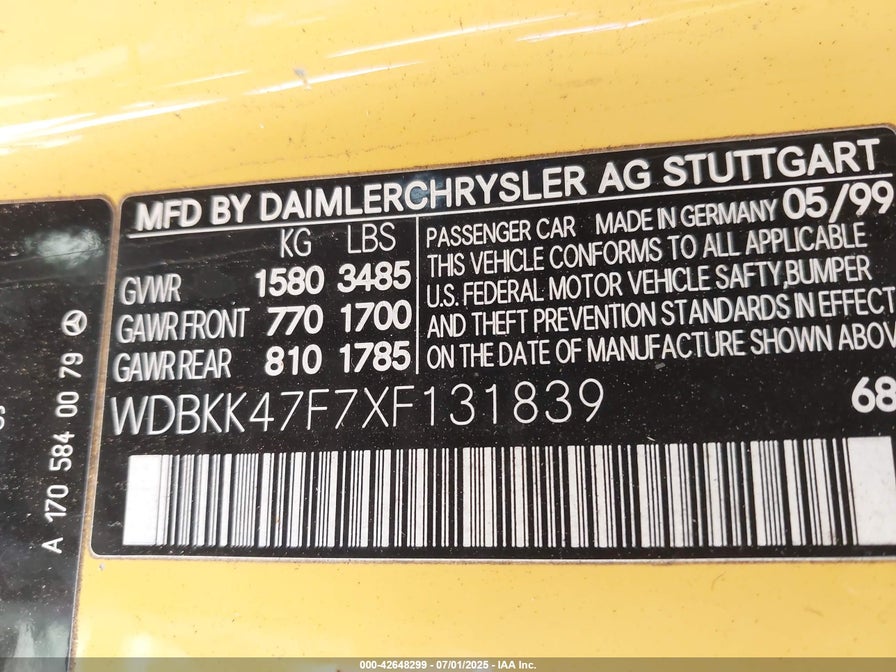 MFD BY DAIMLERCHRYSLER AG STUTTGART
KG LBS
GVWR 1580 3485
GAWR FRONT 770 1700
GAWR REAR 810 1785
PASSENGER CAR MADE IN GERMANY 05/99
THIS VEHICLE CONFORMS TO ALL APPLICABLE
U.S. FEDERAL MOTOR VEHICLE SAFTY,BUMPER
AND THEFT PREVENTION STANDARDS IN EFFECT
ON THE DATE OF MANUFACTURE SHOWN ABOV
WDBKK47F7XF131839
68
A 170 584 00 79
000-42648299 - 07/01/2025 - IAA Inc.